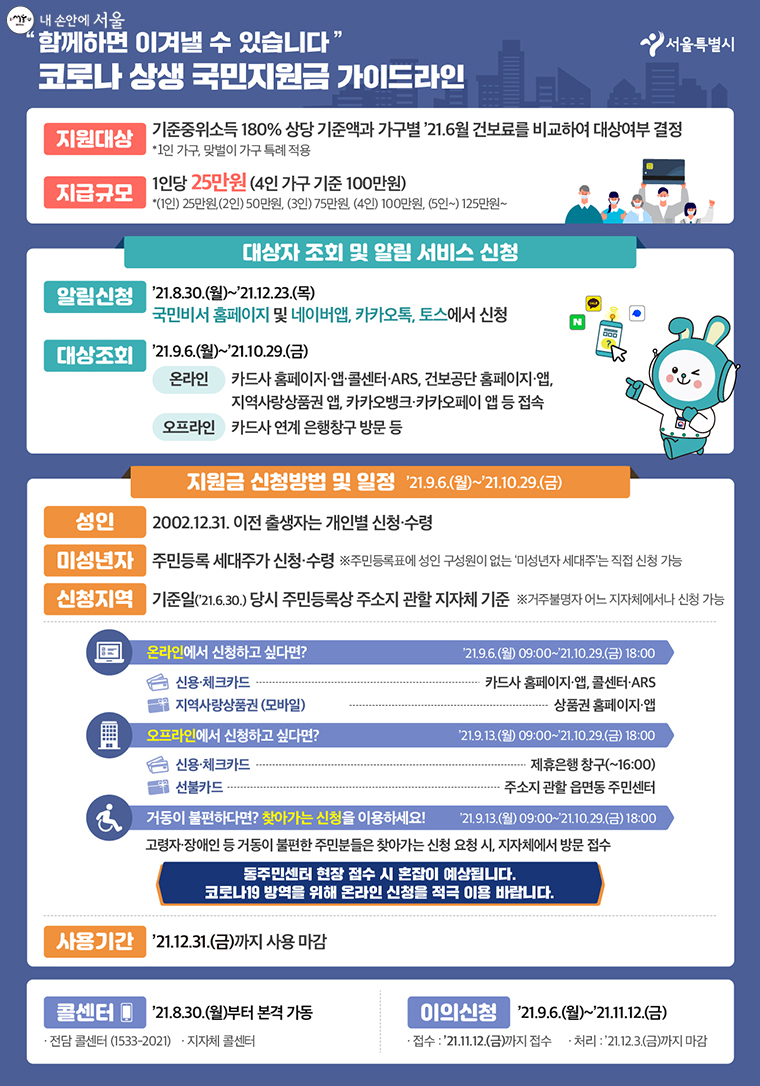 내 손안에 서울
“함께하면 이겨낼 수 있습니다”
서울특별시
코로나 상생 국민지원금 가이드라인
지원대상
기준중위소득 180% 상당 기준액과 가구별 ’21.6월 건보료를 비교하여 대상여부 결정
*1인 가구, 맞벌이 가구 특례 적용
지급규모
1인당 25만원 (4인 가구 기준 100만원)
*(1인) 25만원,(2인) 50만원, (3인) 75만원, (4인) 100만원, (5인~) 125만원~
대상자 조회 및 알림 서비스 신청
알림신청
’21.8.30.(월)~’21.12.23.(목)
국민비서 홈페이지 및 네이버앱, 카카오톡, 토스에서 신청
대상조회
’21.9.6.(월)~’21.10.29.(금)
온라인
카드사 홈페이지·앱·콜센터·ARS, 건보공단 홈페이지·앱,
지역사랑상품권 앱, 카카오뱅크·카카오페이 앱 등 접속
오프라인
카드사 연계 은행창구 방문 등
지원금 신청방법 및 일정 ’21.9.6.(월)~’21.10.29.(금)
성인
2002.12.31. 이전 출생자는 개인별 신청·수령
미성년자
주민등록 세대주가 신청·수령 ※주민등록표에 성인 구성원이 없는 ‘미성년자 세대주’는 직접 신청 가능
신청지역
기준일(’21.6.30.) 당시 주민등록상 주소지 관할 지자체 기준 ※거주불명자 어느 지자체에서나 신청 가능
온라인에서 신청하고 싶다면? ’21.9.6.(월) 09:00~’21.10.29.(금) 18:00
신용·체크카드 카드사 홈페이지·앱, 콜센터·ARS
지역사랑상품권 (모바일) 상품권 홈페이지·앱
오프라인에서 신청하고 싶다면? ’21.9.13.(월) 09:00~’21.10.29.(금) 18:00
신용·체크카드 제휴은행 창구(~16:00)
선불카드 주소지 관할 읍면동 주민센터
거동이 불편하다면? 찾아가는 신청을 이용하세요! ’21.9.13.(월) 09:00~’21.10.29.(금) 18:00
고령자·장애인 등 거동이 불편한 주민분들은 찾아가는 신청 요청 시, 지자체에서 방문 접수
동주민센터 현장 접수 시 혼잡이 예상됩니다.
코로나19 방역을 위해 온라인 신청을 적극 이용 바랍니다.
사용기간
’21.12.31.(금)까지 사용 마감
콜센터
’21.8.30.(월)부터 본격 가동
· 전담 콜센터 (1533-2021) · 지자체 콜센터
이의신청
’21.9.6.(월)~’21.11.12.(금)
· 접수 : ’21.11.12.(금)까지 접수 · 처리 : ’21.12.3.(금)까지 마감